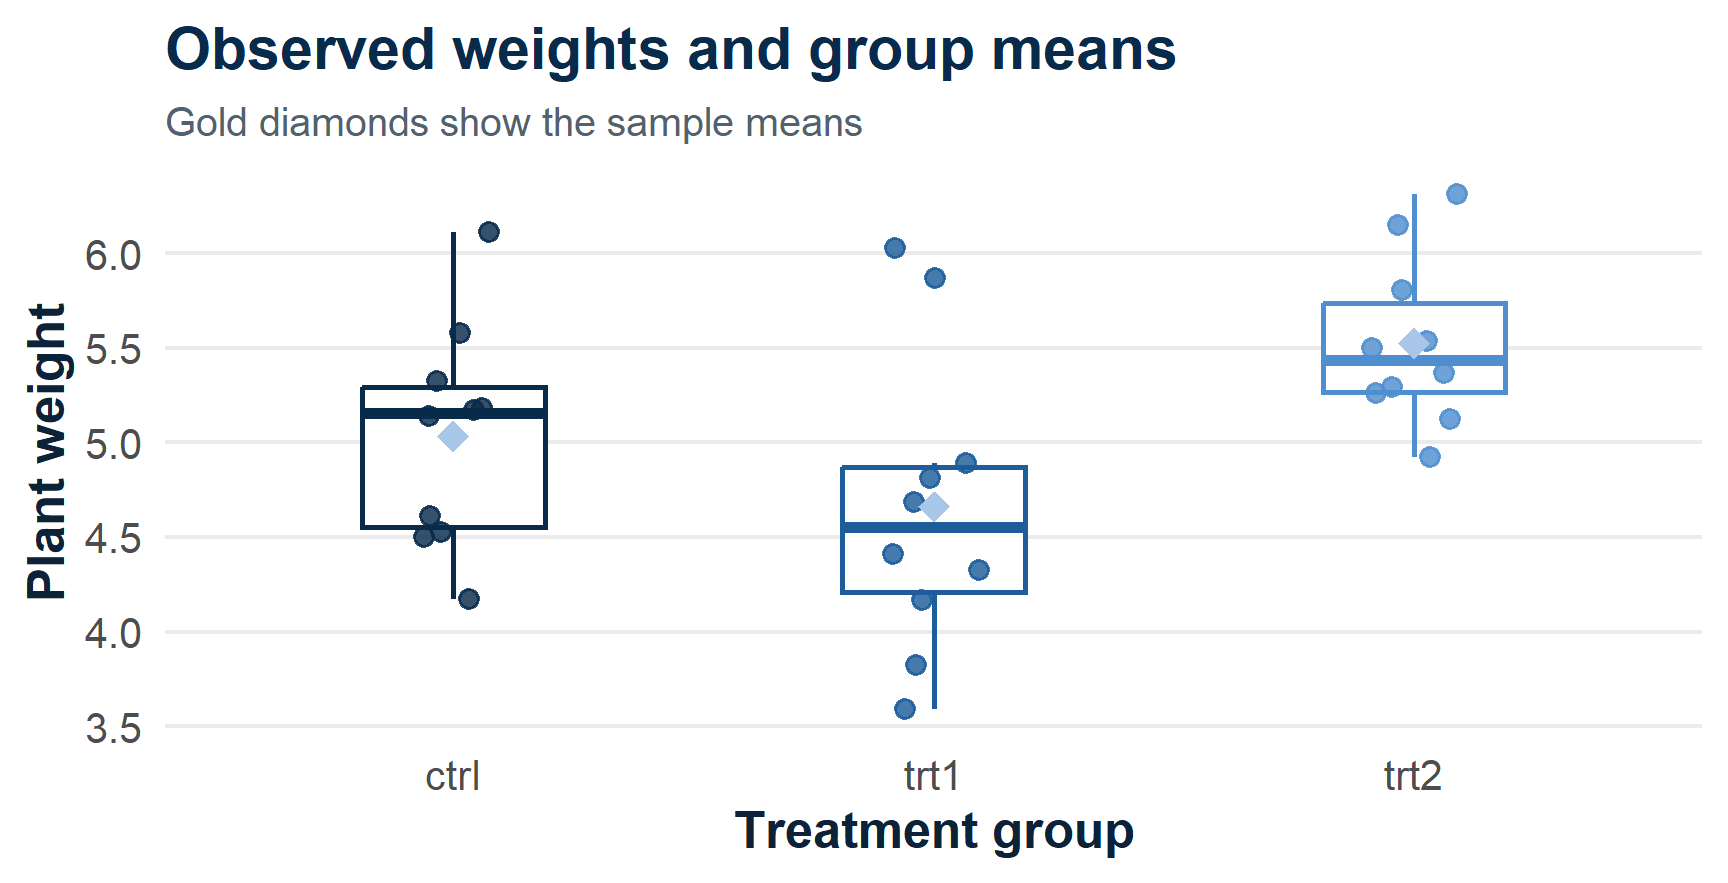 Observed weights and group means
Gold diamonds show the sample means
Plant weight
6.0
5.5
5.0
4.5
4.0
3.5
ctrl
trt1
trt2
Treatment group